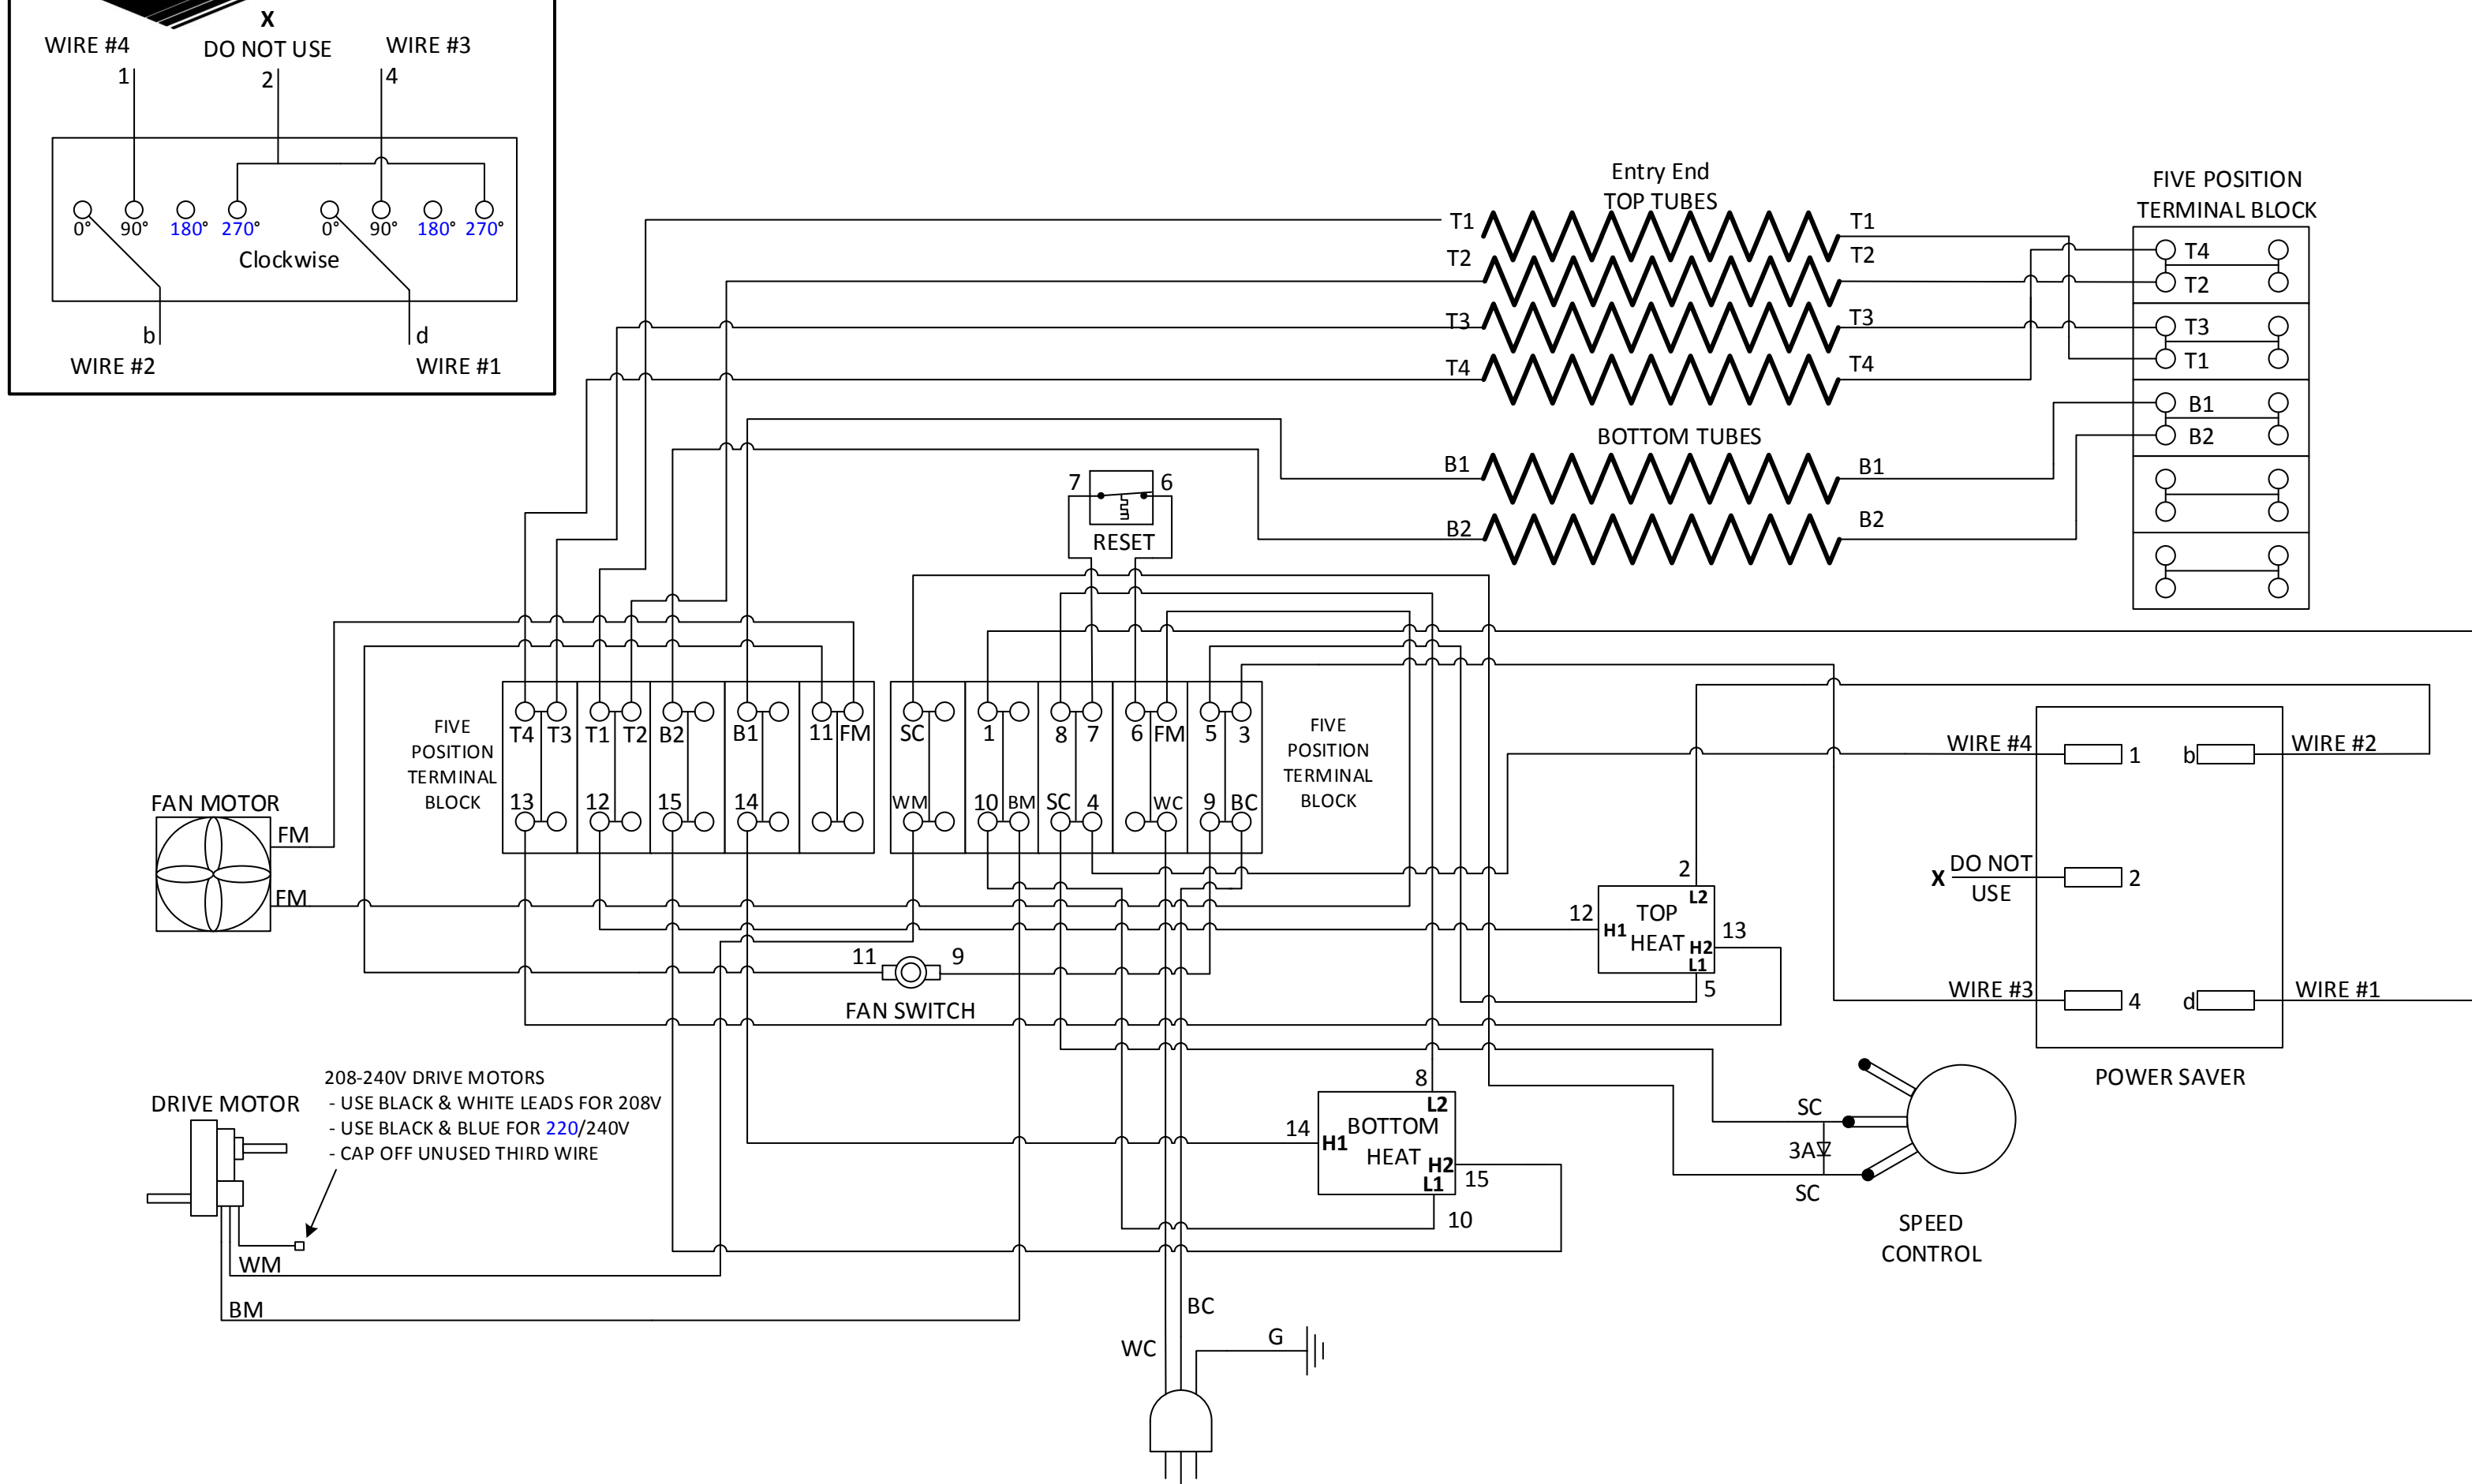 X
WIRE #4
DO NOT USE
WIRE #3
1
2
4
0°
90°
180°
270°
0°
90°
180°
270°
Clockwise
b
d
WIRE #2
WIRE #1
Entry End
TOP TUBES
T1
T1
T2
T2
T3
T3
T4
T4
BOTTOM TUBES
B1
B1
B2
B2
FIVE POSITION
TERMINAL BLOCK
T4
T2
T3
T1
B1
B2
7
6
RESET
FIVE
POSITION
TERMINAL
BLOCK
T4
T3
T1
T2
B2
B1
11
FM
13
12
15
14
SC
1
8
7
6
FM
5
3
WM
10
BM
SC
4
WC
9
BC
FIVE
POSITION
TERMINAL
BLOCK
FAN MOTOR
FM
FM
11
9
FAN SWITCH
2
L2
12
TOP
HEAT
H1
H2
L1
13
5
WIRE #4
1
b
WIRE #2
X
DO NOT
USE
2
WIRE #3
4
d
WIRE #1
POWER SAVER
208-240V DRIVE MOTORS
- USE BLACK & WHITE LEADS FOR 208V
- USE BLACK & BLUE FOR 220/240V
- CAP OFF UNUSED THIRD WIRE
DRIVE MOTOR
WM
BM
8
L2
14
H1
BOTTOM
HEAT
H2
L1
15
10
SC
3A
SC
SPEED
CONTROL
BC
WC
G